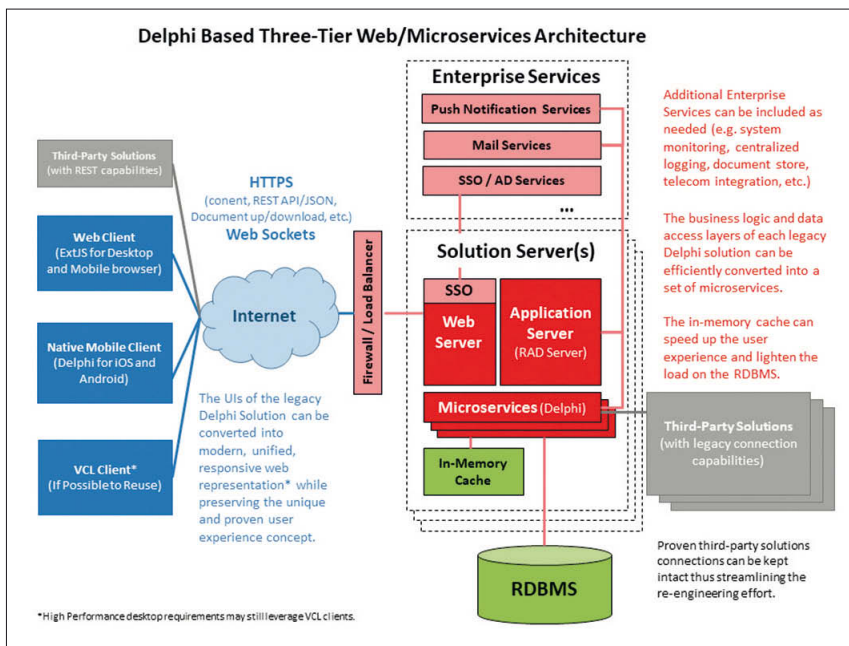 Delphi Based Three-Tier Web/Microservices Architecture
Third-Party Solutions
(with REST capabilities)
Web Client
(ExtJS for Desktop
and Mobile browser)
Native Mobile Client
(Delphi for iOS and
Android)
VCL Client*
(If Possible to Reuse)
*High Performance desktop requirements may still leverage VCL clients.
HTTPS
(conent, REST API/JSON,
Document up/download, etc.)
Web Sockets
Internet
The UIs of the legacy
Delphi Solution can be
converted into
modern, unified,
responsive web
representation* while
preserving the unique
and proven user
experience concept.
Firewall / Load Balancer
Enterprise Services
Push Notification Services
Mail Services
SSO / AD Services
...
Solution Server(s)
SSO
Web
Server
Application
Server
(RAD Server)
Microservices (Delphi)
In-Memory
Cache
RDBMS
Additional Enterprise
Services can be included as
needed (e.g. system
monitoring, centralized
logging, document store,
telecom integration, etc.)
The business logic and data
access layers of each legacy
Delphi solution can be
efficiently converted into a
set of microservices.
The in-memory cache can
speed up the user
experience and lighten the
load on the RDBMS.
Third-Party Solutions
(with legacy connection
capabilities)
Proven third-party solutions
connections can be kept
intact thus streamlining the
re-engineering effort.